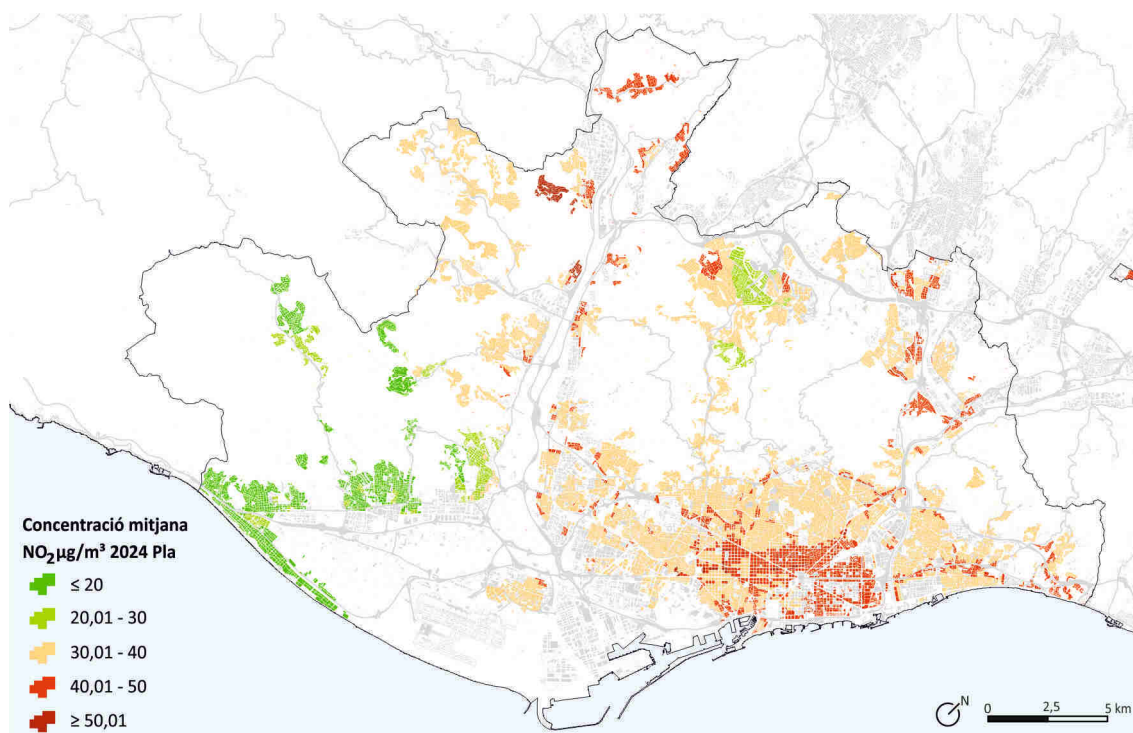 Concentració mitjana
NO₂µg/m³ 2024 Pla
≤ 20
20,01 - 30
30,01 - 40
40,01 - 50
≥ 50,01
N
0 2,5 5 km